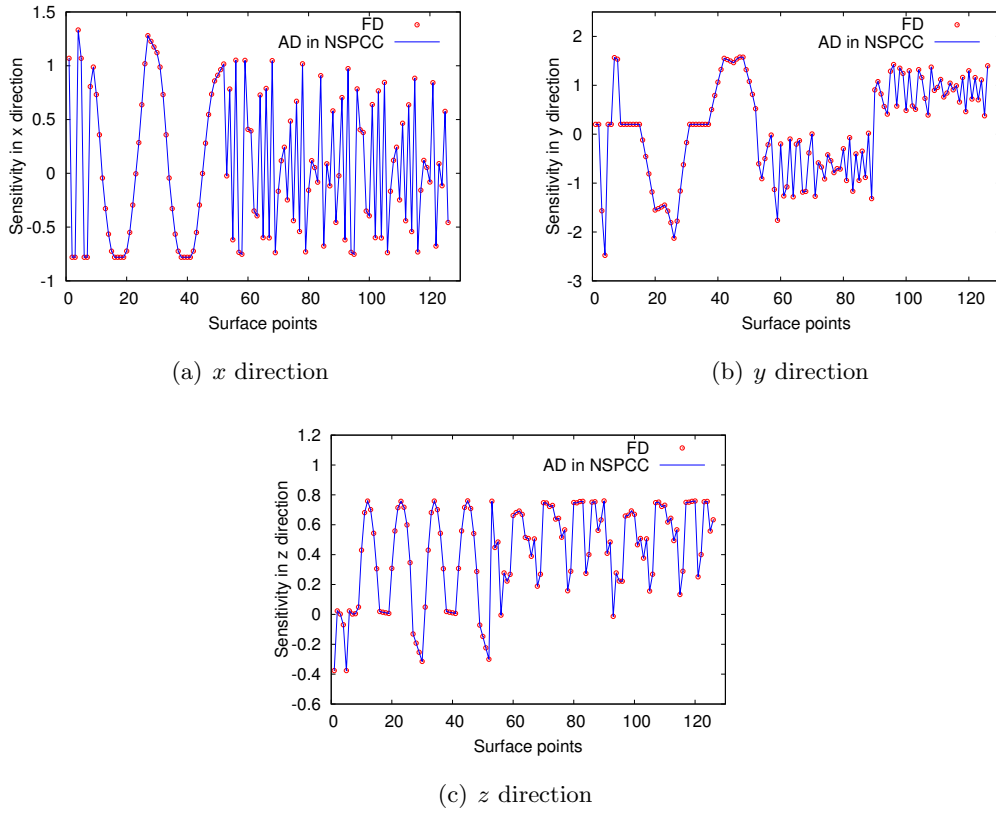 1.5
1
0.5
0
-0.5
-1
0 20 40 60 80 100 120
Sensitivity in x direction
Surface points
FD
AD in NSPCC
(a) x direction
2
1
0
-1
-2
-3
0 20 40 60 80 100 120
Sensitivity in y direction
Surface points
FD
AD in NSPCC
(b) y direction
1.2
1
0.8
0.6
0.4
0.2
0
-0.2
-0.4
-0.6
0 20 40 60 80 100 120
Sensitivity in z direction
Surface points
FD
AD in NSPCC
(c) z direction